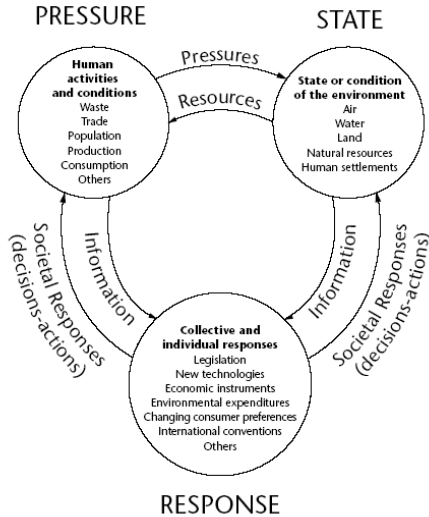 PRESSURE
STATE
Pressures
Resources
Human
activities
and conditions
Waste
Trade
Population
Production
Consumption
Others
State or condition
of the environment
Air
Water
Land
Natural resources
Human settlements
Societal Responses
(decisions-actions)
Information
Information
Societal Responses
(decisions-actions)
Collective and
individual responses
Legislation
New technologies
Economic instruments
Environmental expenditures
Changing consumer preferences
International conventions
Others
RESPONSE